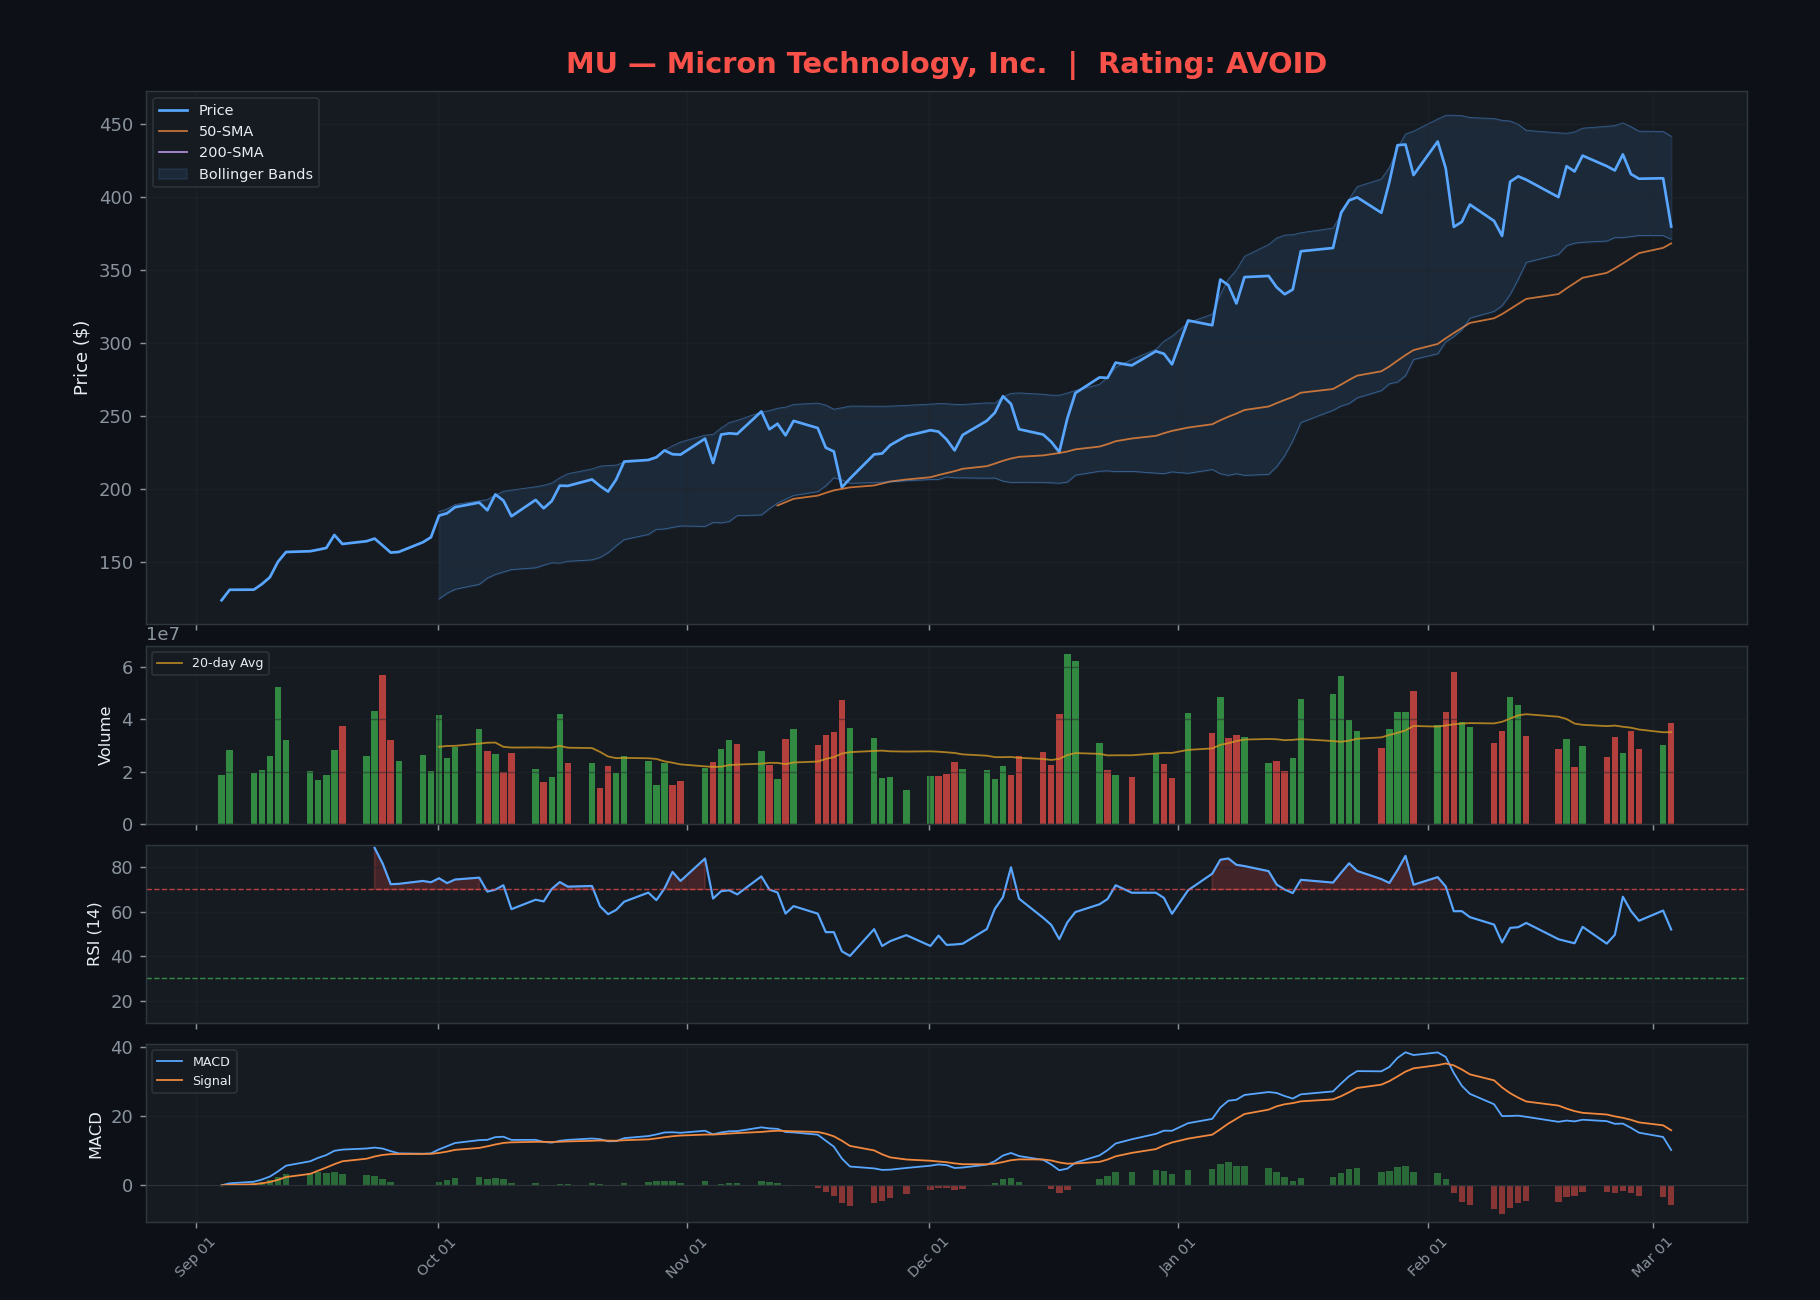 MU — Micron Technology, Inc. | Rating: AVOID
Price
50-SMA
200-SMA
Bollinger Bands
Price ($)
450
400
350
300
250
200
150
1e7
20-day Avg
Volume
6
4
2
0
RSI (14)
80
60
40
20
MACD
Signal
MACD
40
20
0
Sep 01
Oct 01
Nov 01
Dec 01
Jan 01
Feb 01
Mar 01